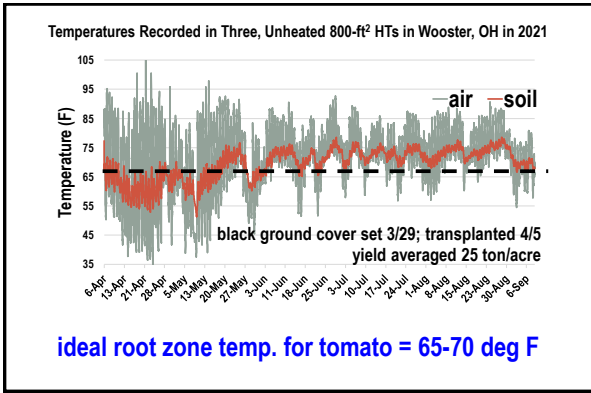 Temperatures Recorded in Three, Unheated 800-ft² HTs in Wooster, OH in 2021
105
95
85
75
65
55
45
35
Temperature (F)
air soil
black ground cover set 3/29; transplanted 4/5
yield averaged 25 ton/acre
6-Apr
13-Apr
21-Apr
28-Apr
5-May
13-May
20-May
27-May
3-Jun
11-Jun
18-Jun
25-Jun
3-Jul
10-Jul
17-Jul
24-Jul
1-Aug
8-Aug
15-Aug
23-Aug
30-Aug
6-Sep
ideal root zone temp. for tomato = 65-70 deg F